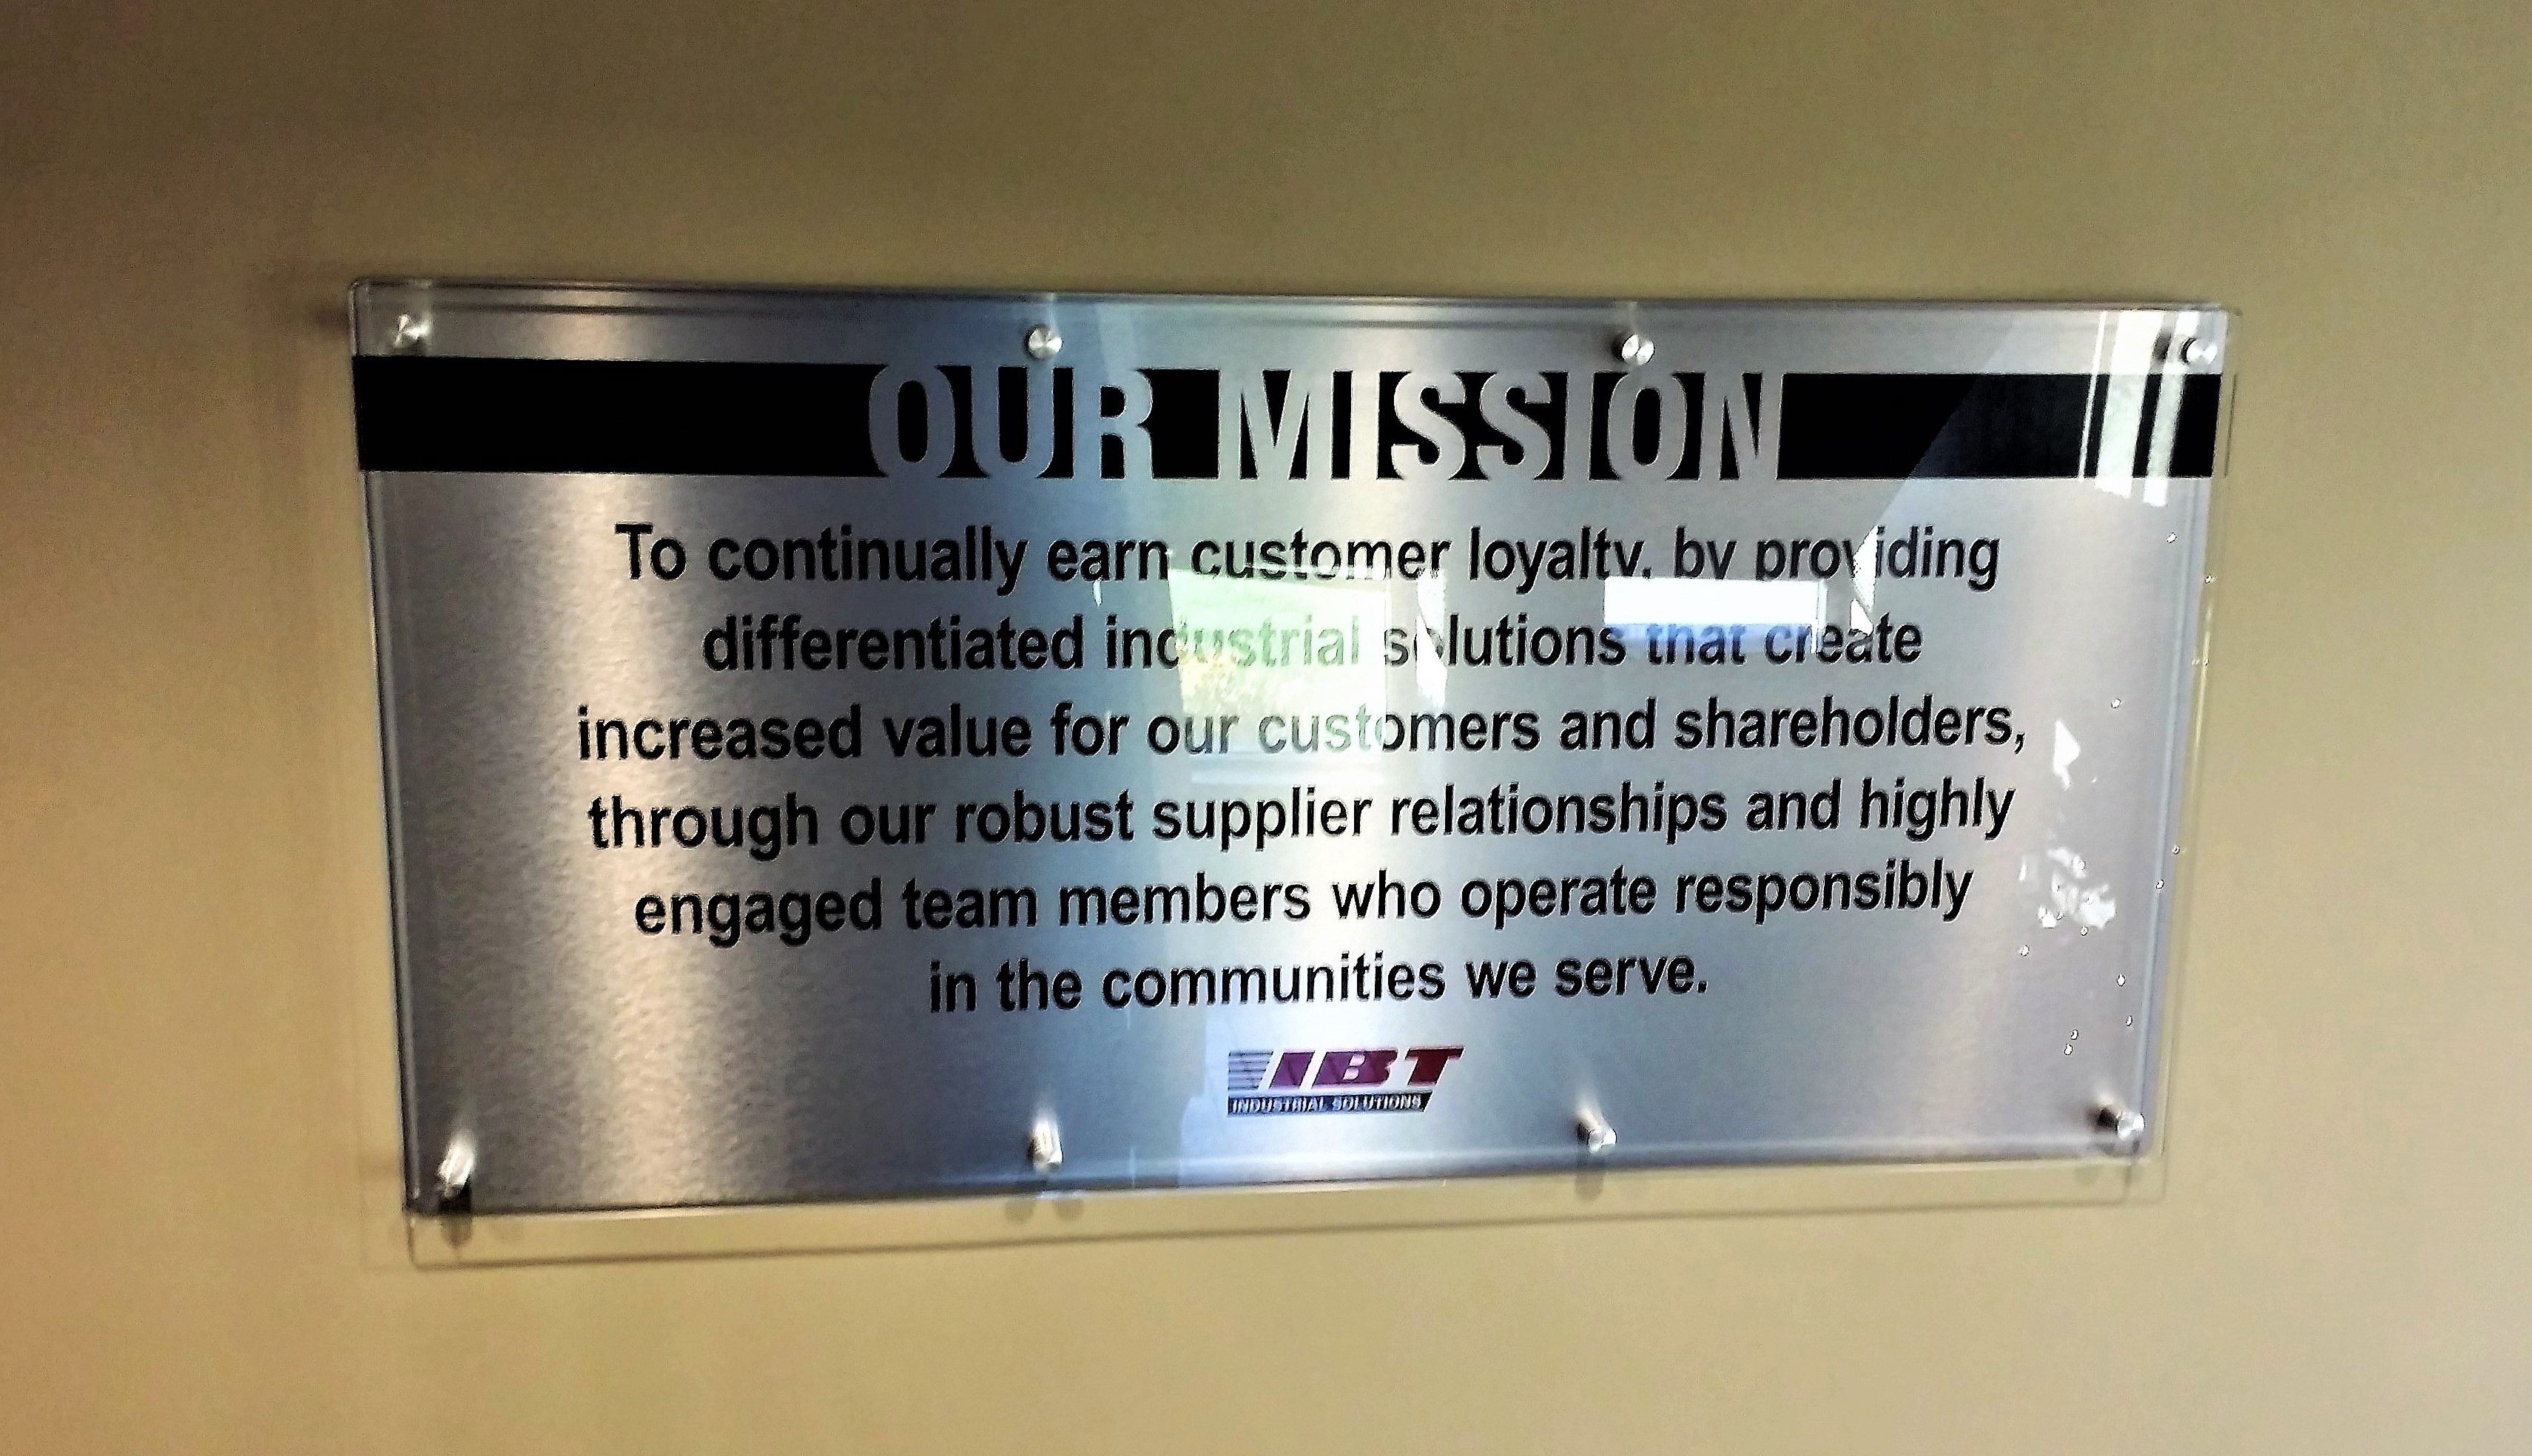 OUR MISSION
To continually earn customer loyalty, by providing
differentiated industrial solutions that create
increased value for our customers and shareholders,
through our robust supplier relationships and highly
engaged team members who operate responsibly
in the communities we serve.
IBT
INDUSTRIAL SOLUTIONS